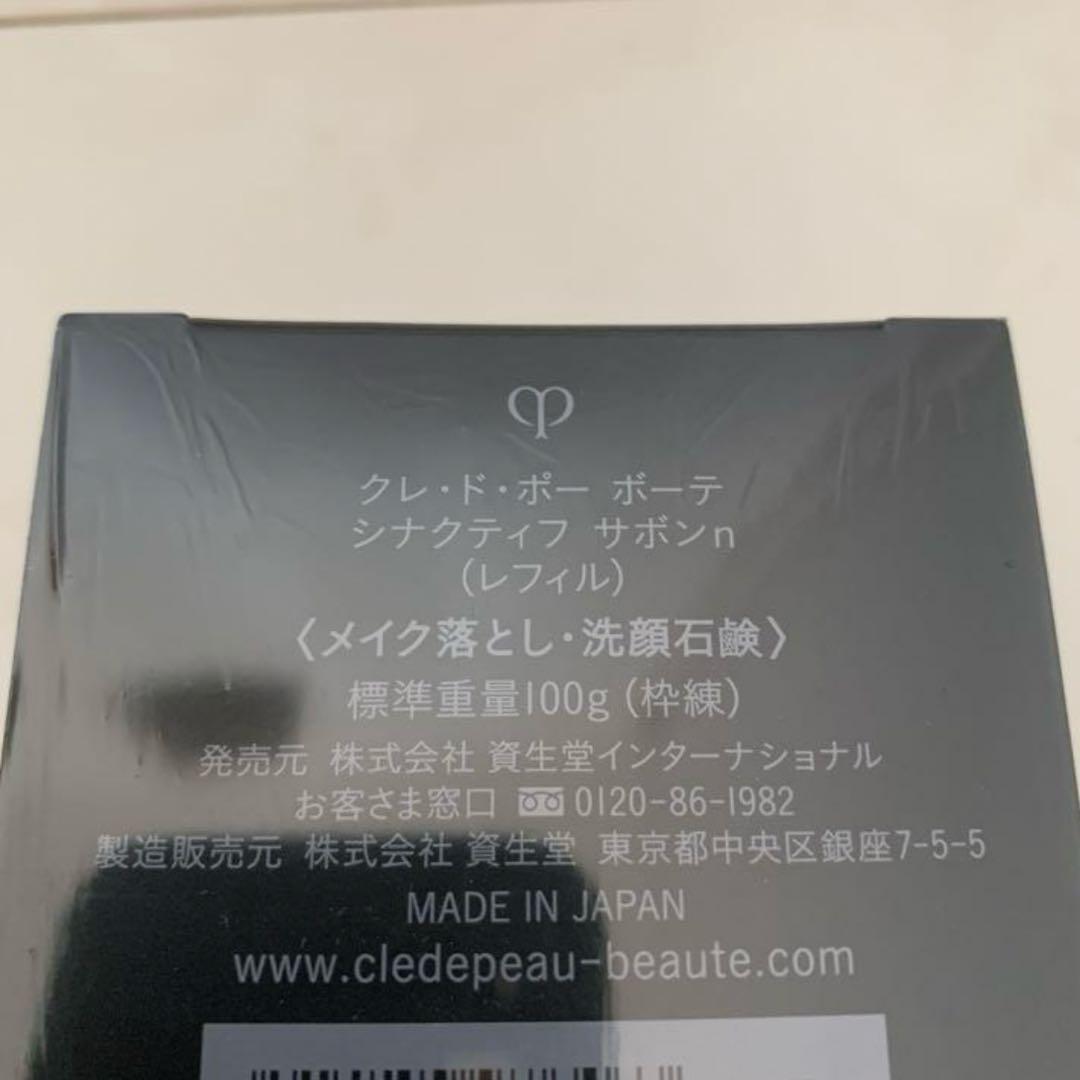 クレ・ド・ポー ボーテ
シナクティフ サボンn
(レフィル)
〈メイク落とし・洗顔石鹸〉
標準重量100g (枠練)
発売元 株式会社 資生堂インターナショナル
お客さま窓口 0120-86-1982
製造販売元 株式会社 資生堂 東京都中央区銀座7-5-5
MADE IN JAPAN
www.cledepeau-beaute.com